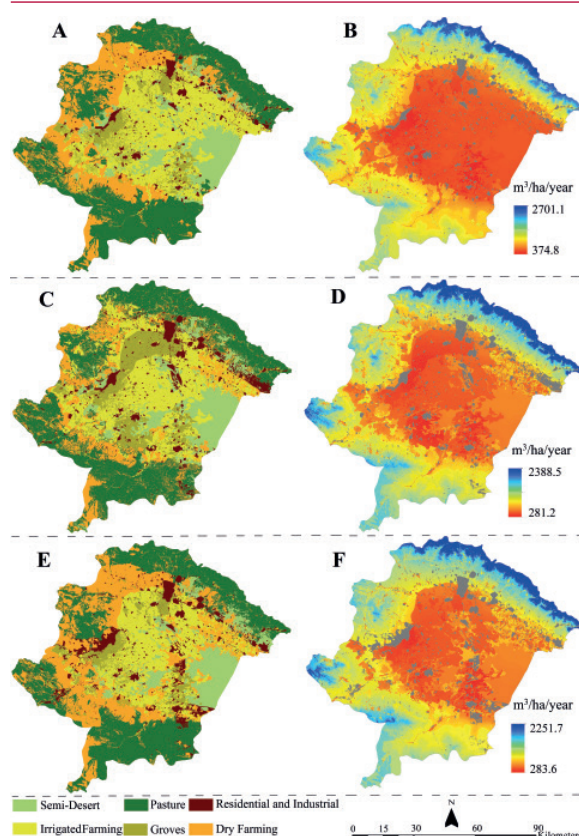 A
B
m³/ha/year
2701.1
374.8
C
D
m³/ha/year
2388.5
281.2
E
F
m³/ha/year
2251.7
283.6
Semi-Desert Pasture Residential and Industrial
Irrigated Farming Groves Dry Farming
N
0 15 30 60 90
Kilometer